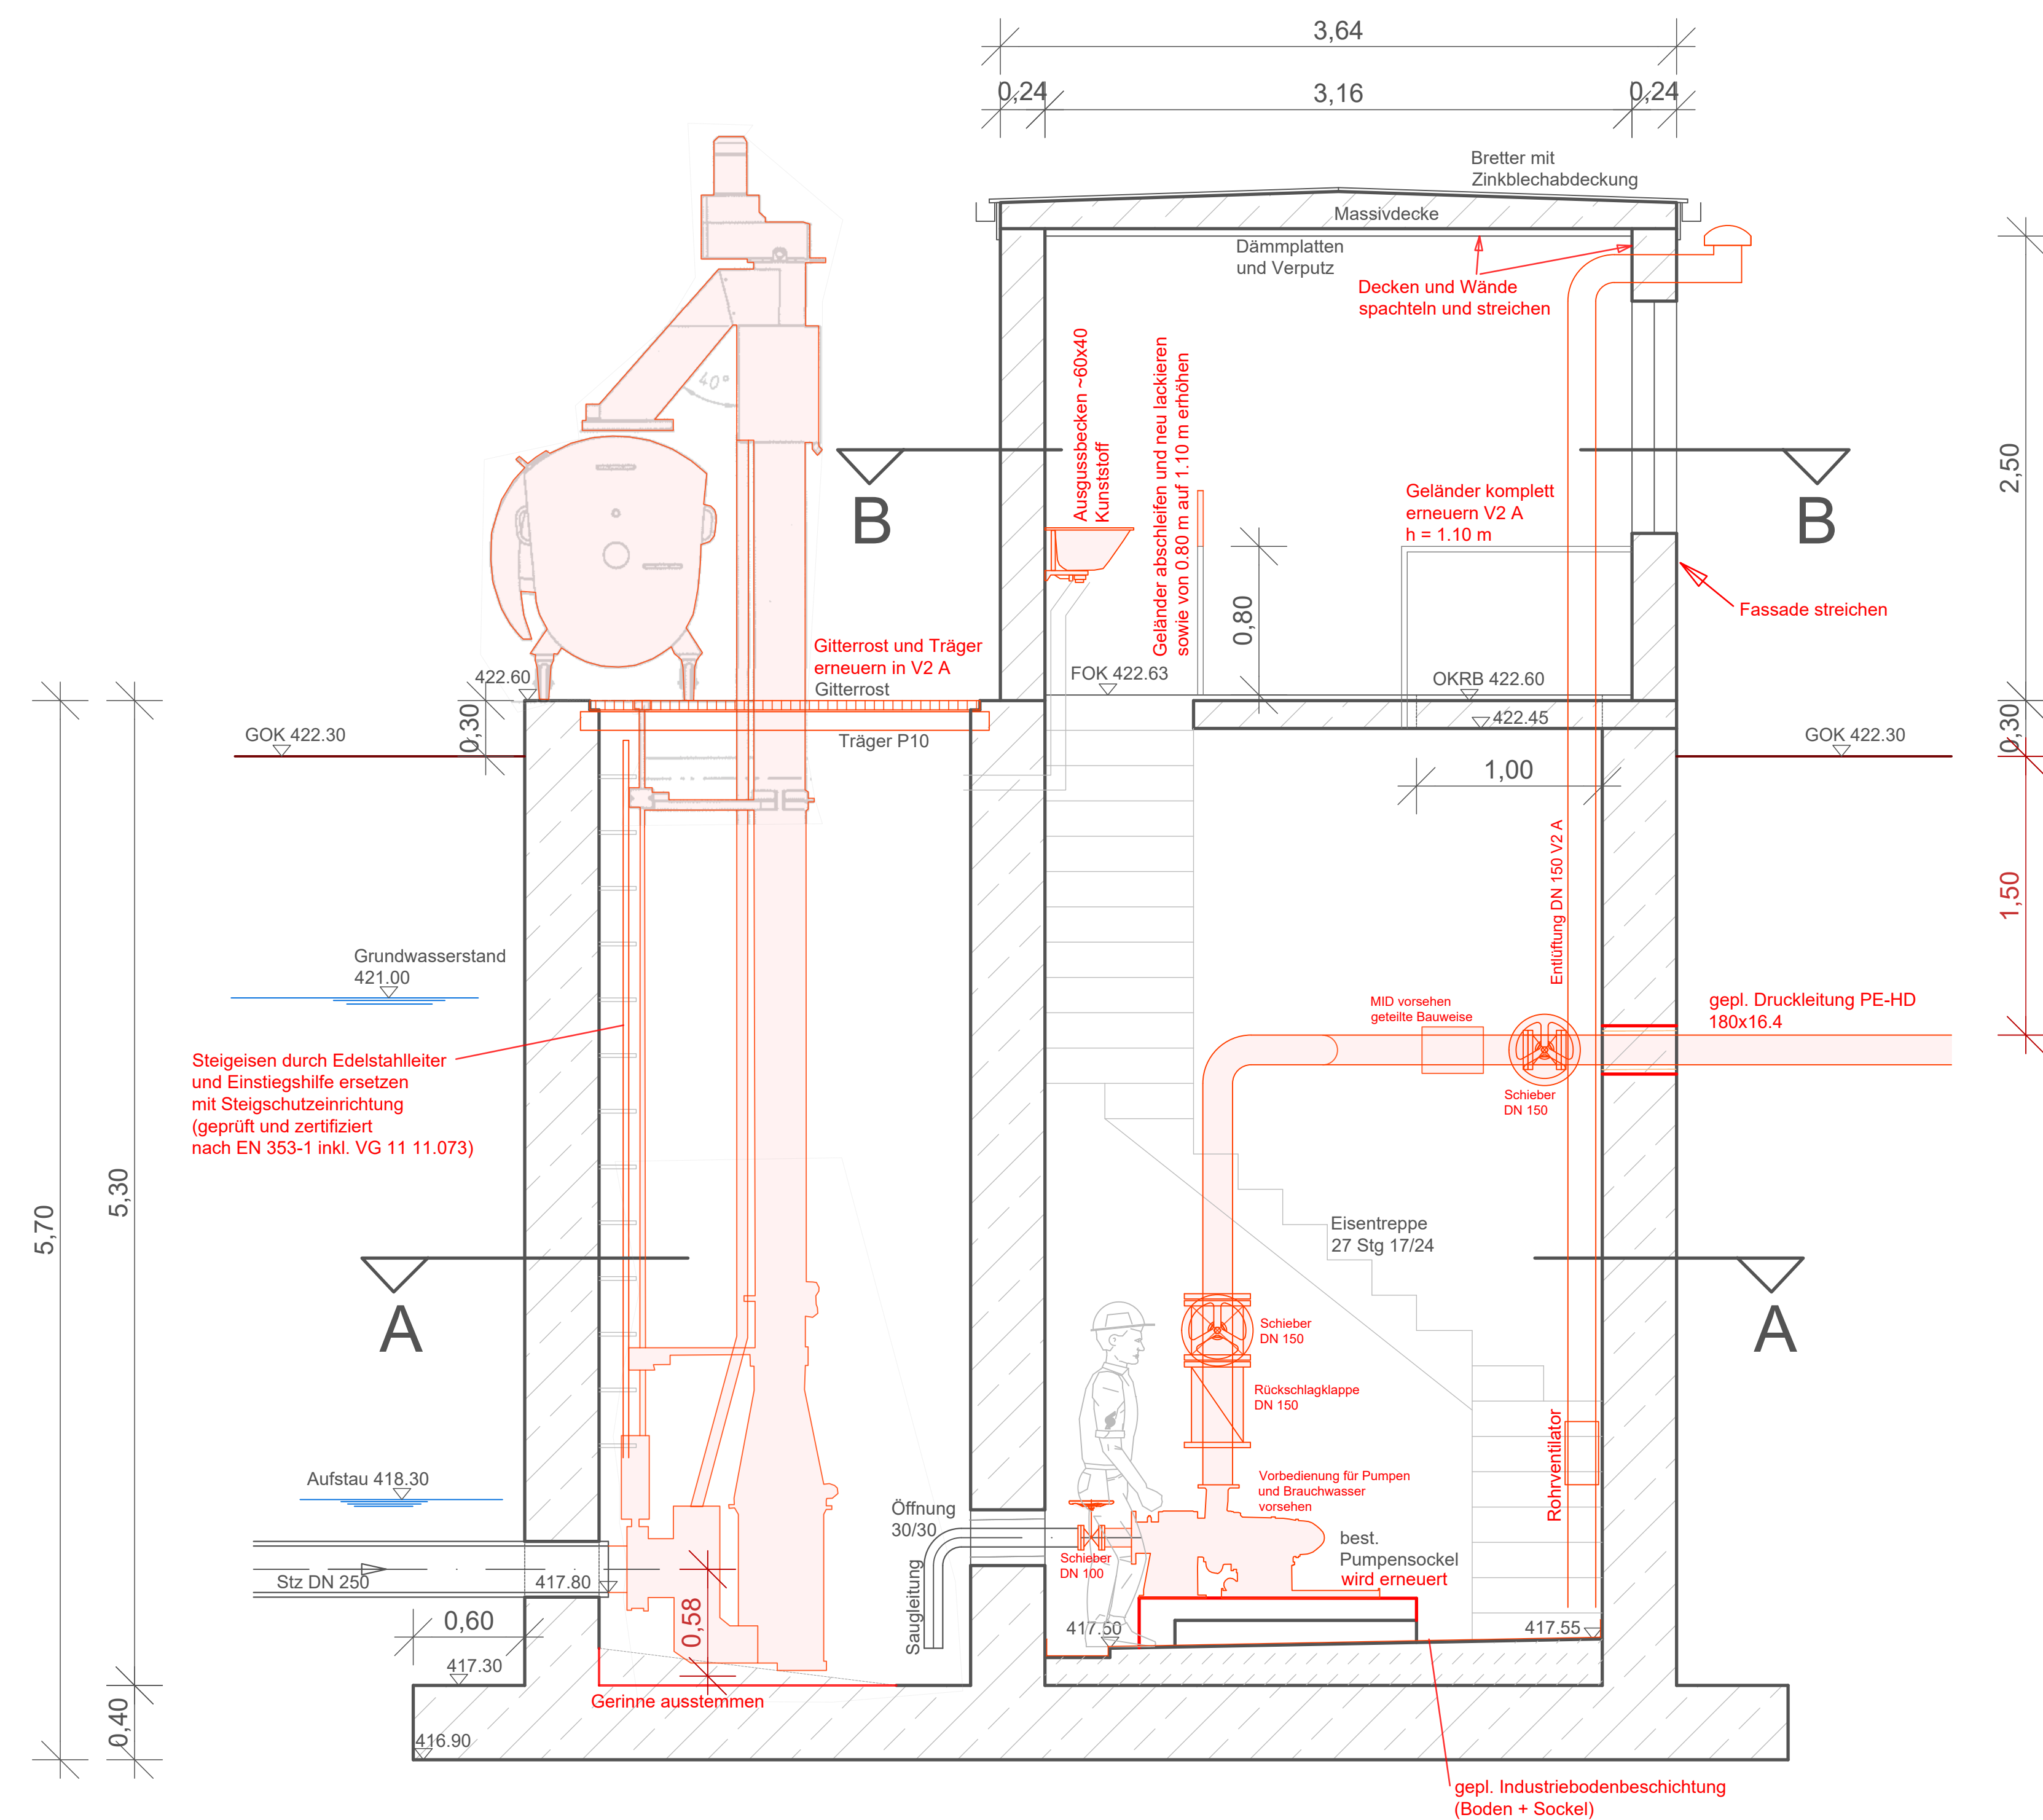 3,64
0,24
3,16
0,24
Bretter mit
Zinkblechabdeckung
Massivdecke
Dämmplatten
und Verputz
Decken und Wände
spachteln und streichen
40°
Ausgussbecken ~60x40
Kunststoff
Geländer abschleifen und neu lackieren
sowie von 0.80 m auf 1.10 m erhöhen
2,50
B
B
Geländer komplett
erneuern V2 A
h = 1.10 m
0,80
Fassade streichen
Gitterrost und Träger
erneuern in V2 A
Gitterrost
422.60
FOK 422.63
OKRB 422.60
422.45
0,30
0,30
GOK 422.30
GOK 422.30
Träger P10
1,00
Entlüftung DN 150 V2 A
1,50
Grundwasserstand
421.00
MID vorsehen
geteilte Bauweise
gepl. Druckleitung PE-HD
180x16.4
Schieber
DN 150
Steigeisen durch Edelstahlleiter
und Einstiegshilfe ersetzen
mit Steigschutzeinrichtung
(geprüft und zertifiziert
nach EN 353-1 inkl. VG 11 11.073)
5,70
5,30
Eisentreppe
27 Stg 17/24
A
A
Schieber
DN 150
Rückschlagklappe
DN 150
Rohrventilator
Aufstau 418.30
Vorbedienung für Pumpen
und Brauchwasser
vorsehen
Öffnung
30/30
Saugleitung
Schieber
DN 100
best.
Pumpensockel
wird erneuert
Stz DN 250
417.80
0,60
0,58
417.50
417.55
417.30
Gerinne ausstemmen
0,40
416.90
gepl. Industriebodenbeschichtung
(Boden + Sockel)